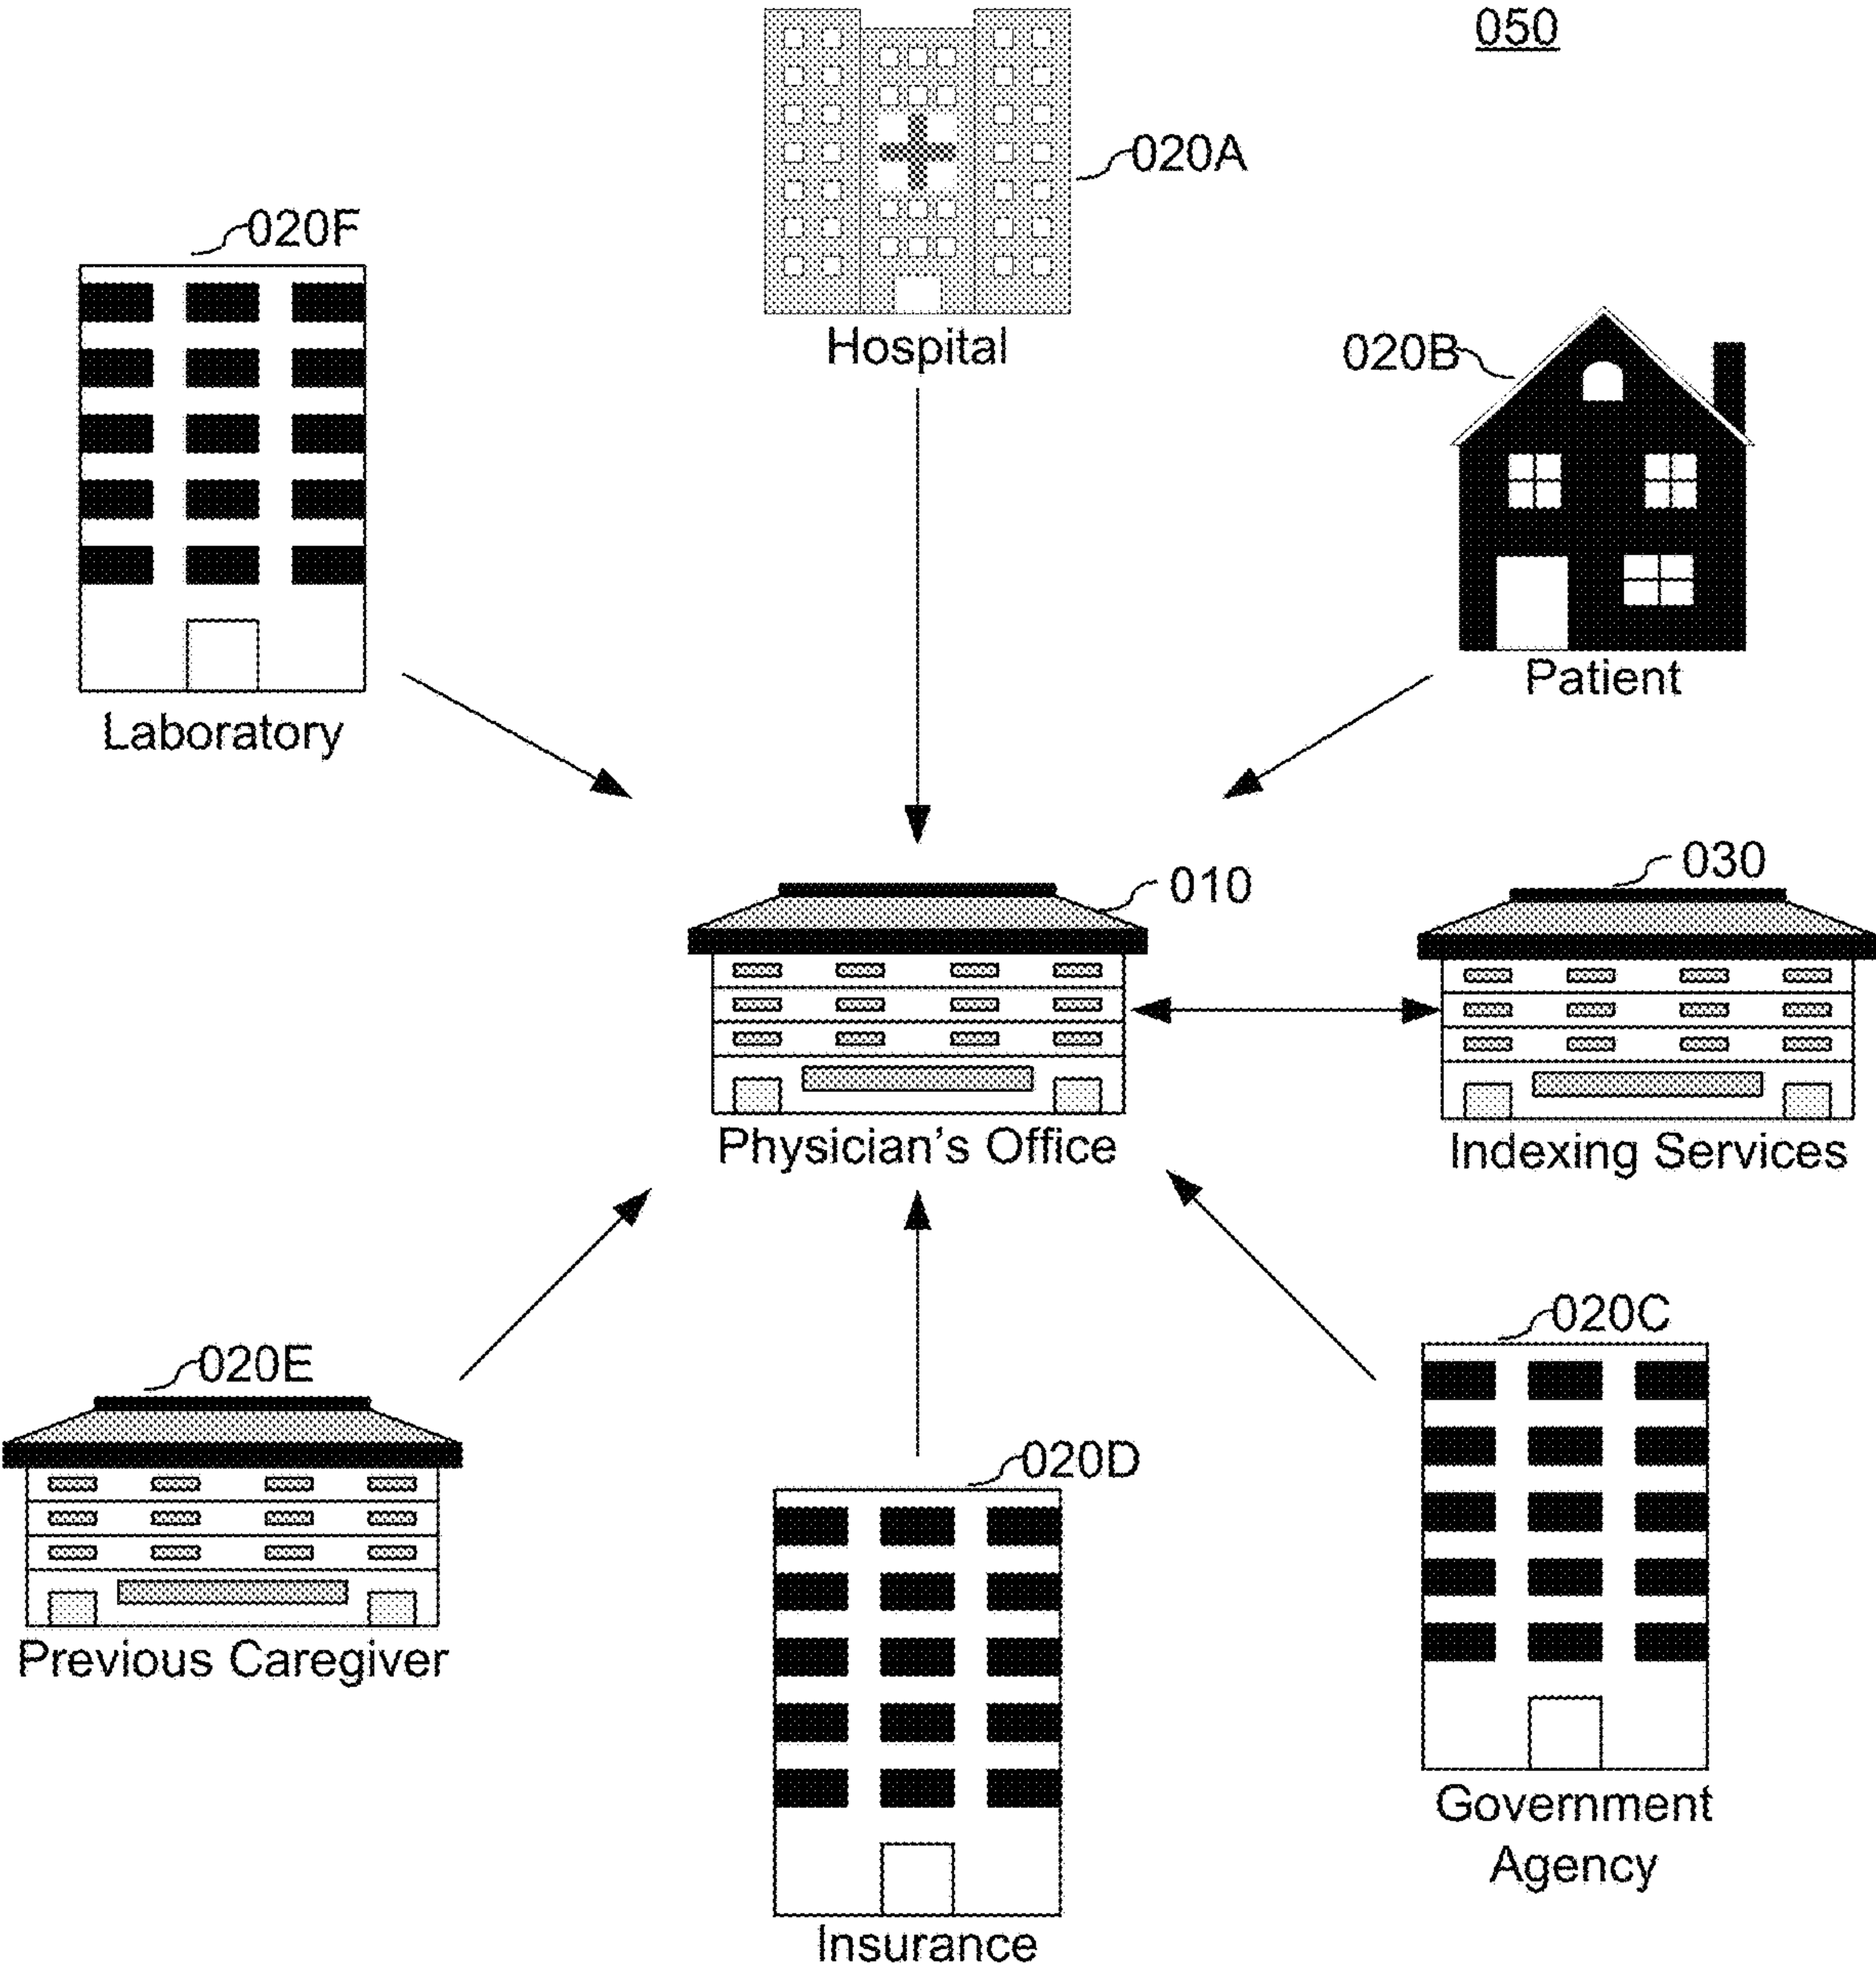 050
020A
020F
Hospital
020B
Patient
Laboratory
010
030
Physician's Office
Indexing Services
020C
020E
020D
Previous Caregiver
Government
Agency
Insurance